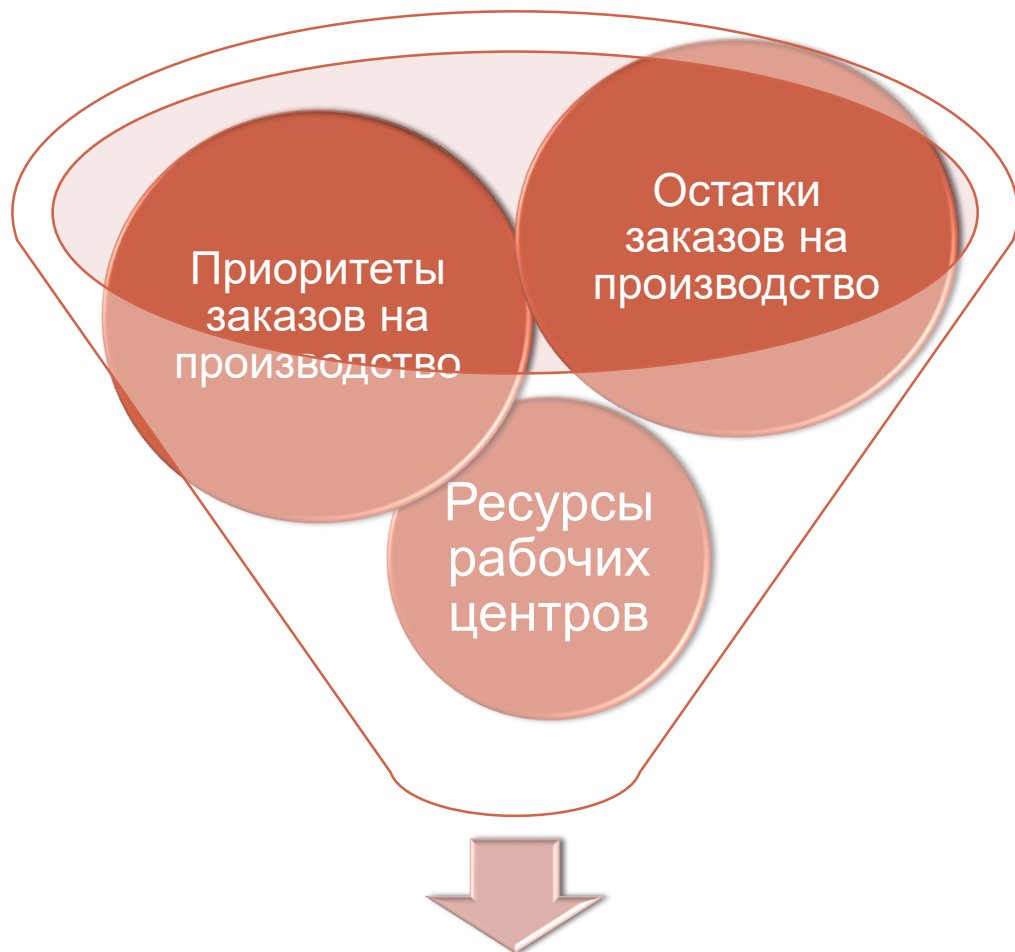 Приоритеты
заказов на
производство
Остатки
заказов на
производство
Ресурсы
рабочих
центров